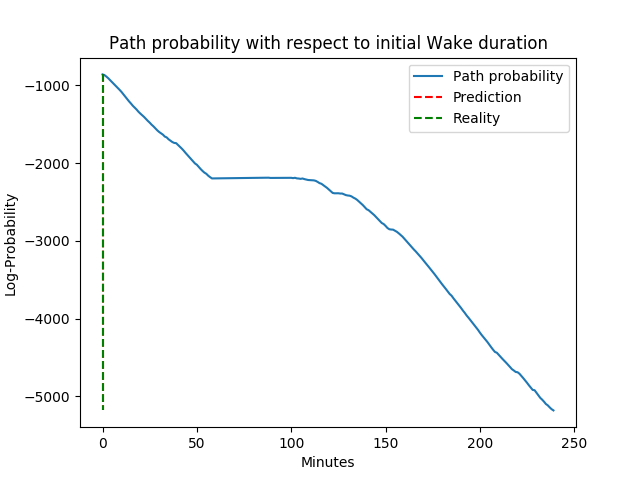 Path probability with respect to initial Wake duration
Path probability
Prediction
Reality
Log-Probability
−1000
−2000
−3000
−4000
−5000
0 50 100 150 200 250
Minutes